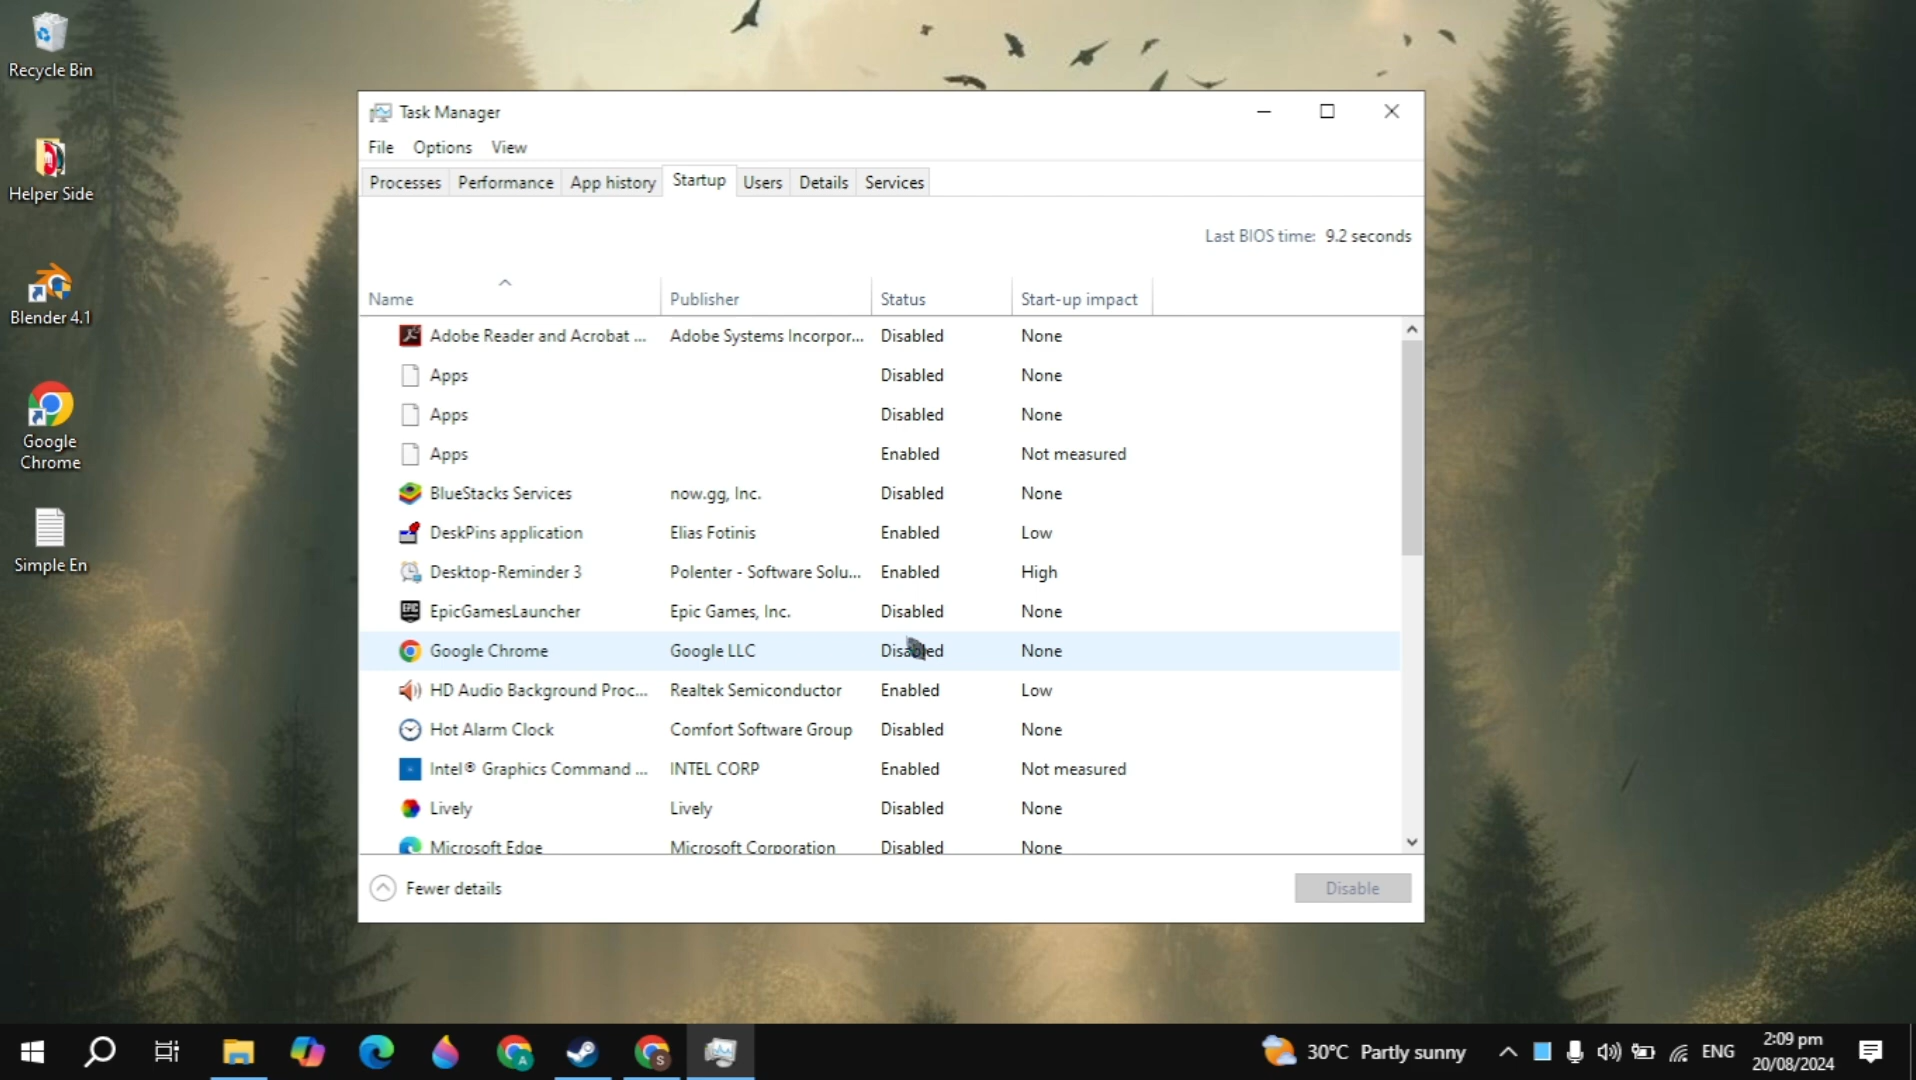 Recycle Bin
Helper Side
Blender 4.1
Google
Chrome
Simple En
Task Manager
File Options View
Processes Performance App history Startup Users Details Services
Last BIOS time: 9.2 seconds
Name Publisher Status Start-up impact
Adobe Reader and Acrobat ... Adobe Systems Incorpor... Disabled None
Apps Disabled None
Apps Disabled None
Apps Enabled Not measured
BlueStacks Services now.gg, Inc. Disabled None
DeskPins application Elias Fotinis Enabled Low
Desktop-Reminder 3 Polenter - Software Solu... Enabled High
EpicGamesLauncher Epic Games, Inc. Disabled None
Google Chrome Google LLC Disabled None
HD Audio Background Proc... Realtek Semiconductor Enabled Low
Hot Alarm Clock Comfort Software Group Disabled None
Intel® Graphics Command ... INTEL CORP Enabled Not measured
Lively Lively Disabled None
Microsoft Edge Microsoft Corporation Disabled None
Fewer details Disable
30°C Partly sunny ENG
2:09 pm
20/08/2024